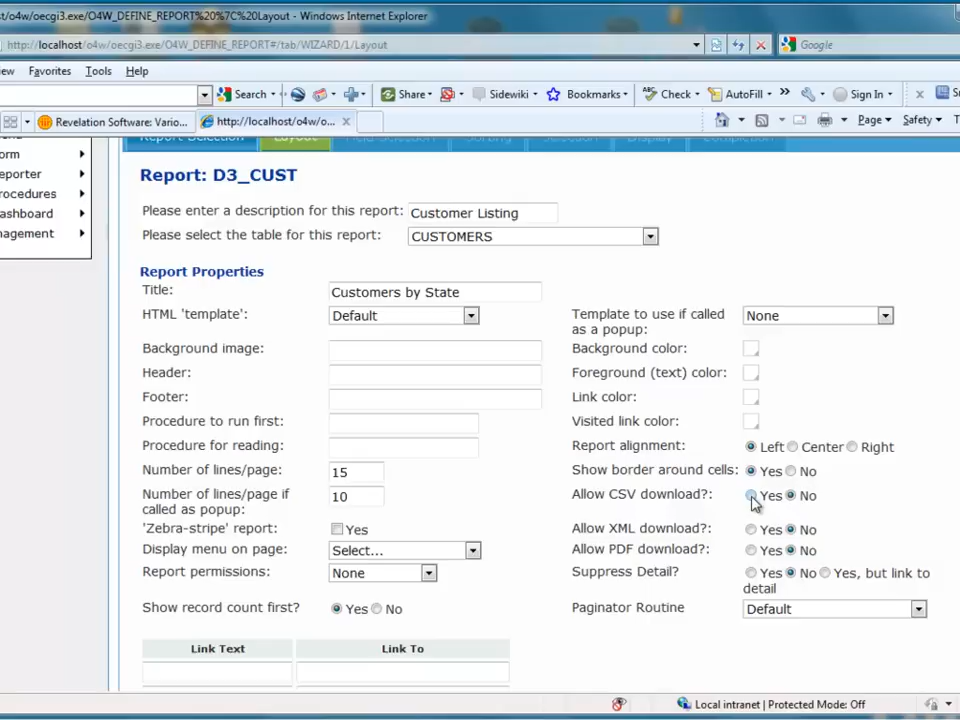 st/o4w/oecgi3.exe/O4W_DEFINE_REPORT%20%7C%20Layout - Windows Internet Explorer
http://localhost/o4w/oecgi3.exe/O4W_DEFINE_REPORT#/tab/WIZARD/1/Layout
Google
ew Favorites Tools Help
Search Share Sidewiki Bookmarks Check AutoFill Sign In
Revelation Software: Vario... http://localhost/o4w/o... Page Safety
orm
eporter
rocedures
ashboard
nagement
Report Selection Layout
Report: D3_CUST
Please enter a description for this report: Customer Listing
Please select the table for this report: CUSTOMERS
Report Properties
Title: Customers by State
HTML 'template': Default
Template to use if called as a popup: None
Background image:
Background color:
Header:
Foreground (text) color:
Footer:
Link color:
Procedure to run first:
Visited link color:
Procedure for reading:
Report alignment: Left Center Right
Number of lines/page: 15
Show border around cells: Yes No
Number of lines/page if called as popup: 10
Allow CSV download?: Yes No
'Zebra-stripe' report: Yes
Allow XML download?: Yes No
Display menu on page: Select...
Allow PDF download?: Yes No
Report permissions: None
Suppress Detail? Yes No Yes, but link to detail
Show record count first? Yes No
Paginator Routine Default
Link Text Link To
Local intranet | Protected Mode: Off